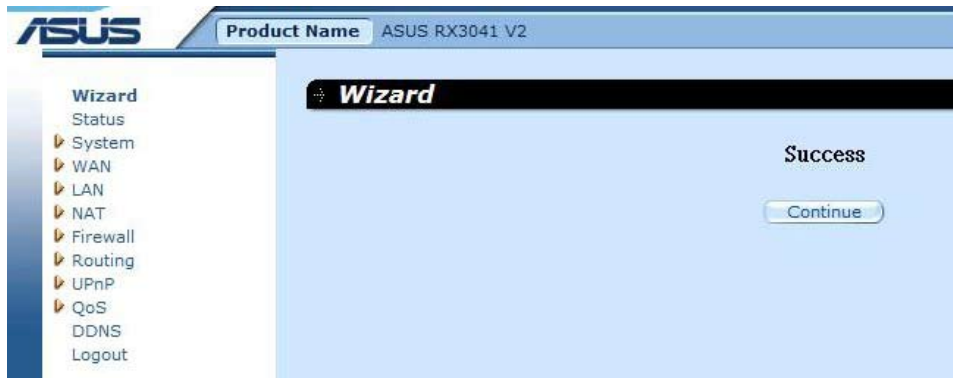 ASUS
Product Name ASUS RX3041 V2
Wizard
Status
System
WAN
LAN
NAT
Firewall
Routing
UPnP
QoS
DDNS
Logout
Wizard
Success
Continue